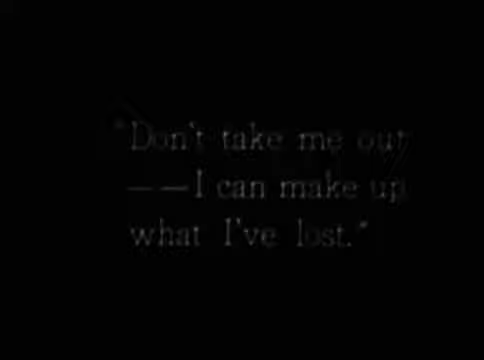 "Don't take me out
——I can make up
what I've lost."